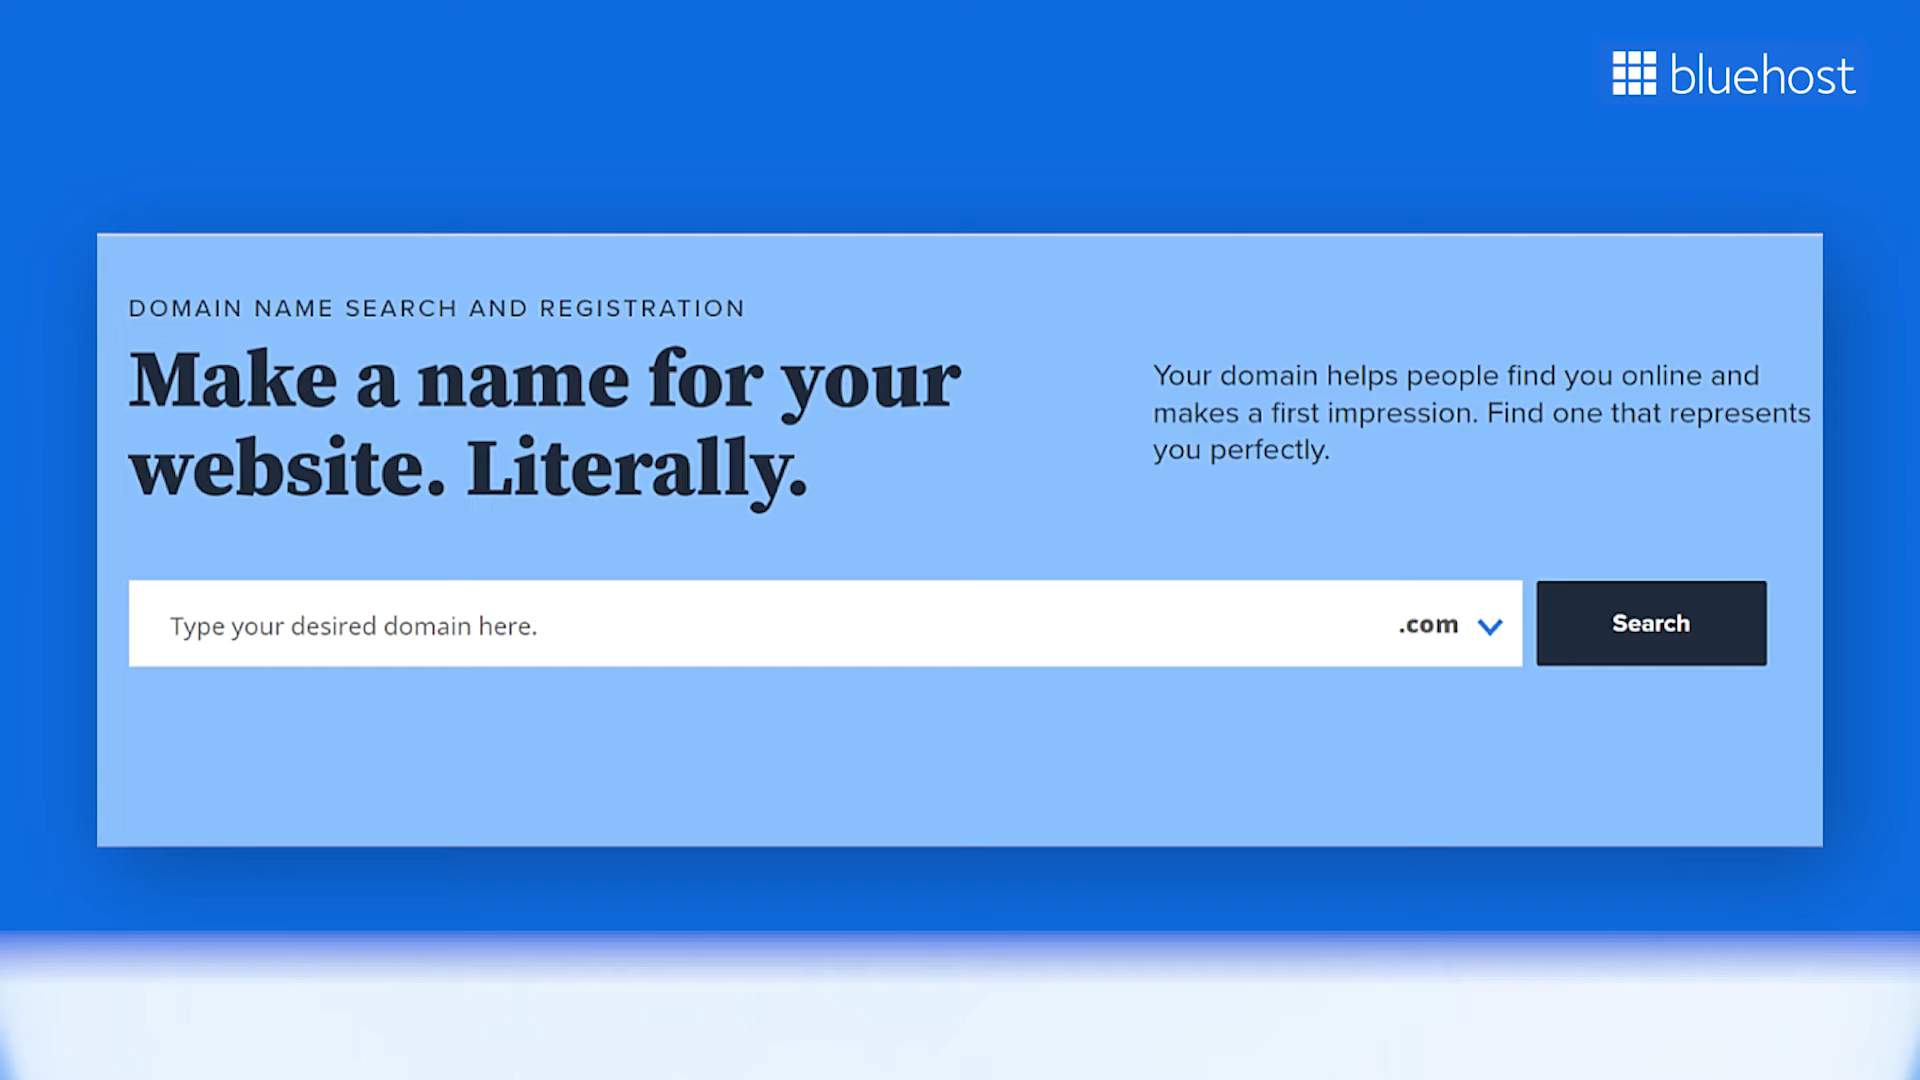 bluehost
DOMAIN NAME SEARCH AND REGISTRATION
Make a name for your
website. Literally.
Your domain helps people find you online and
makes a first impression. Find one that represents
you perfectly.
Type your desired domain here.
.com
Search